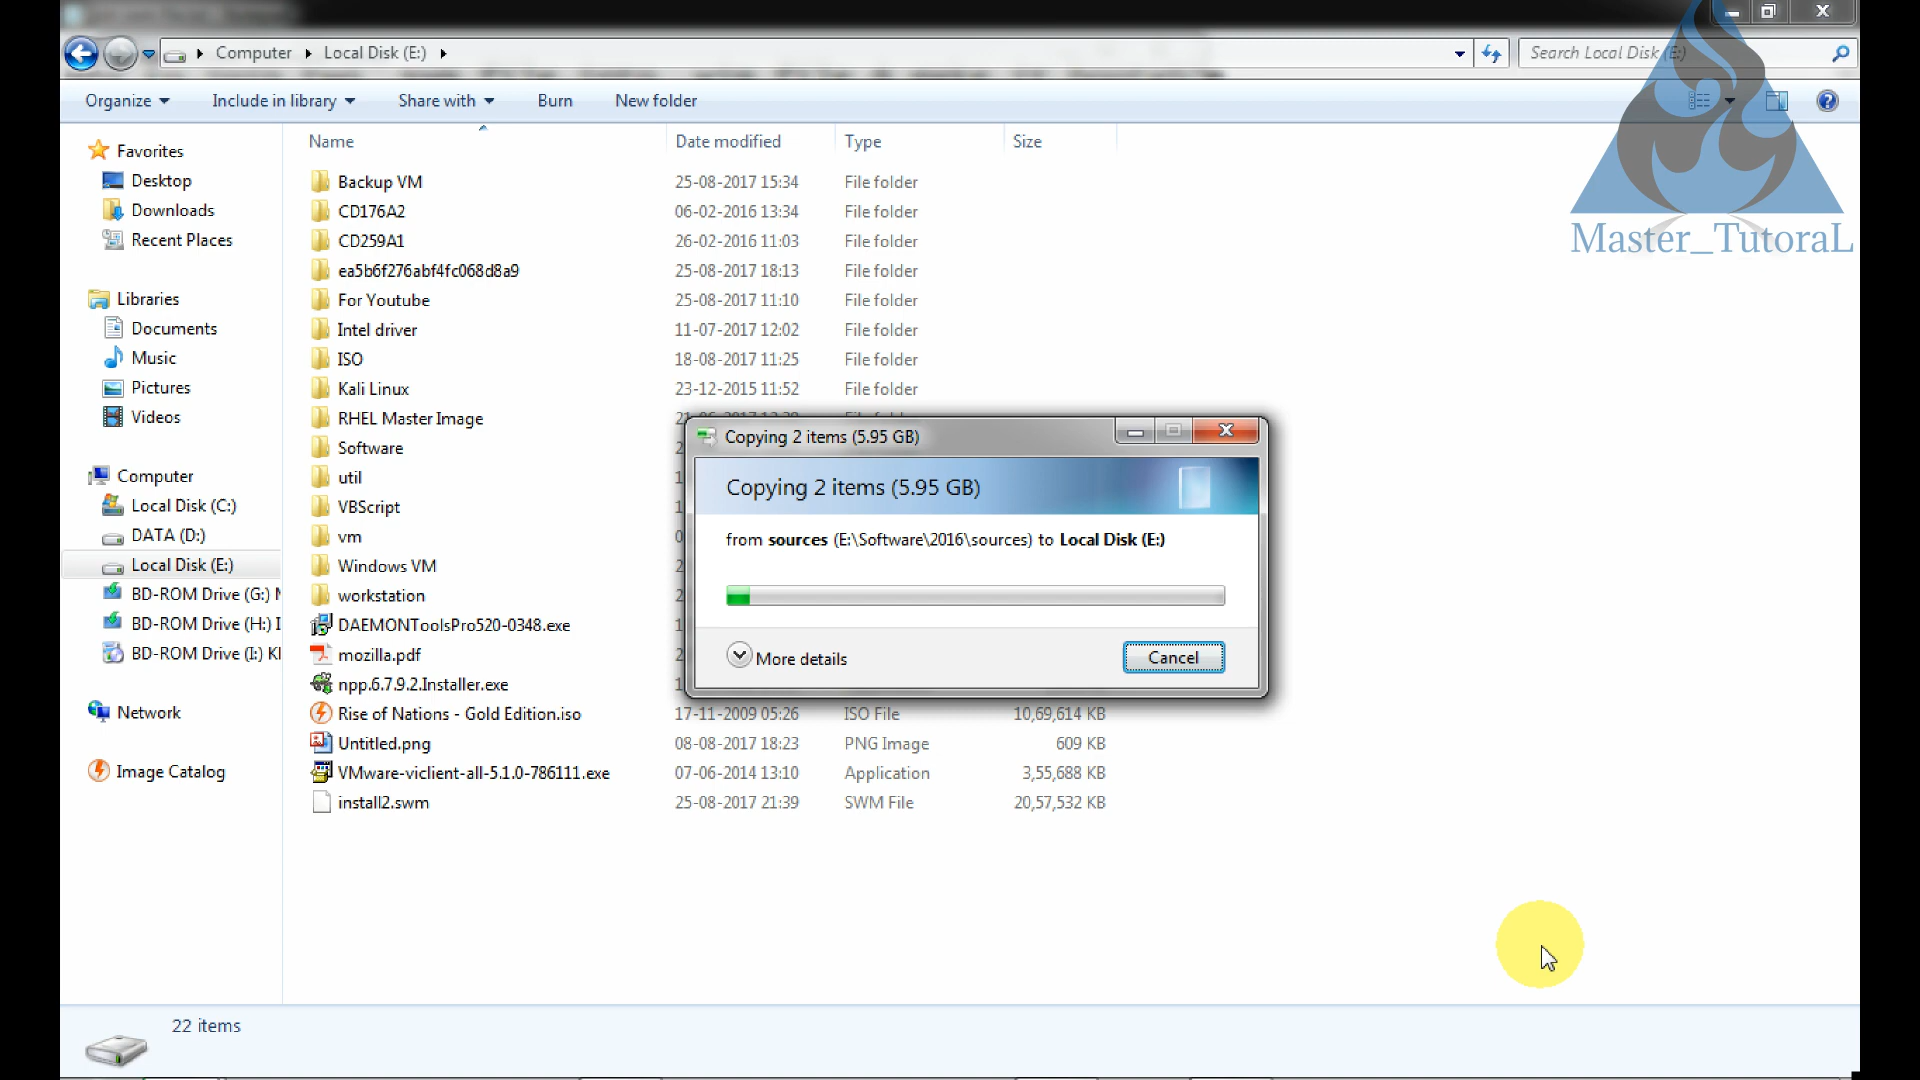 Computer Local Disk (E:)
Search Local Disk (E:)
Organize Include in library Share with Burn New folder
Name Date modified Type Size
Favorites
Desktop
Downloads
Recent Places
Libraries
Documents
Music
Pictures
Videos
Computer
Local Disk (C:)
DATA (D:)
Local Disk (E:)
BD-ROM Drive (G:)
BD-ROM Drive (H:) I
BD-ROM Drive (I:)
Network
Image Catalog
Backup VM 25-08-2017 15:34 File folder
CD176A2 06-02-2016 13:34 File folder
CD259A1 26-02-2016 11:03 File folder
ea5b6f276abf4fc068d8a9 25-08-2017 18:13 File folder
For Youtube 25-08-2017 11:10 File folder
Intel driver 11-07-2017 12:02 File folder
ISO 18-08-2017 11:25 File folder
Kali Linux 23-12-2015 11:52 File folder
RHEL Master Image
Software
util
VBScript
vm
Windows VM
workstation
DAEMONToolsPro520-0348.exe
mozilla.pdf
npp.6.7.9.2.Installer.exe
Rise of Nations - Gold Edition.iso 17-11-2009 05:26 ISO File 10,69,614 KB
Untitled.png 08-08-2017 18:23 PNG Image 609 KB
VMware-viclient-all-5.1.0-786111.exe 07-06-2014 13:10 Application 3,55,688 KB
install2.swm 25-08-2017 21:39 SWM File 20,57,532 KB
Copying 2 items (5.95 GB)
Copying 2 items (5.95 GB)
from sources (E:\Software\2016\sources) to Local Disk (E:)
More details
Cancel
22 items
Master_TutoraL